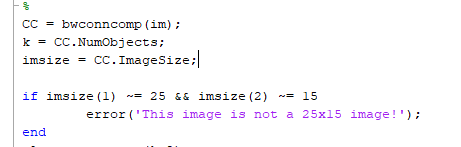 %
CC = bwconncomp(im);
k = CC.NumObjects;
imsize = CC.ImageSize;

if imsize(1) ~= 25 && imsize(2) ~= 15
        error('This image is not a 25x15 image!');
end